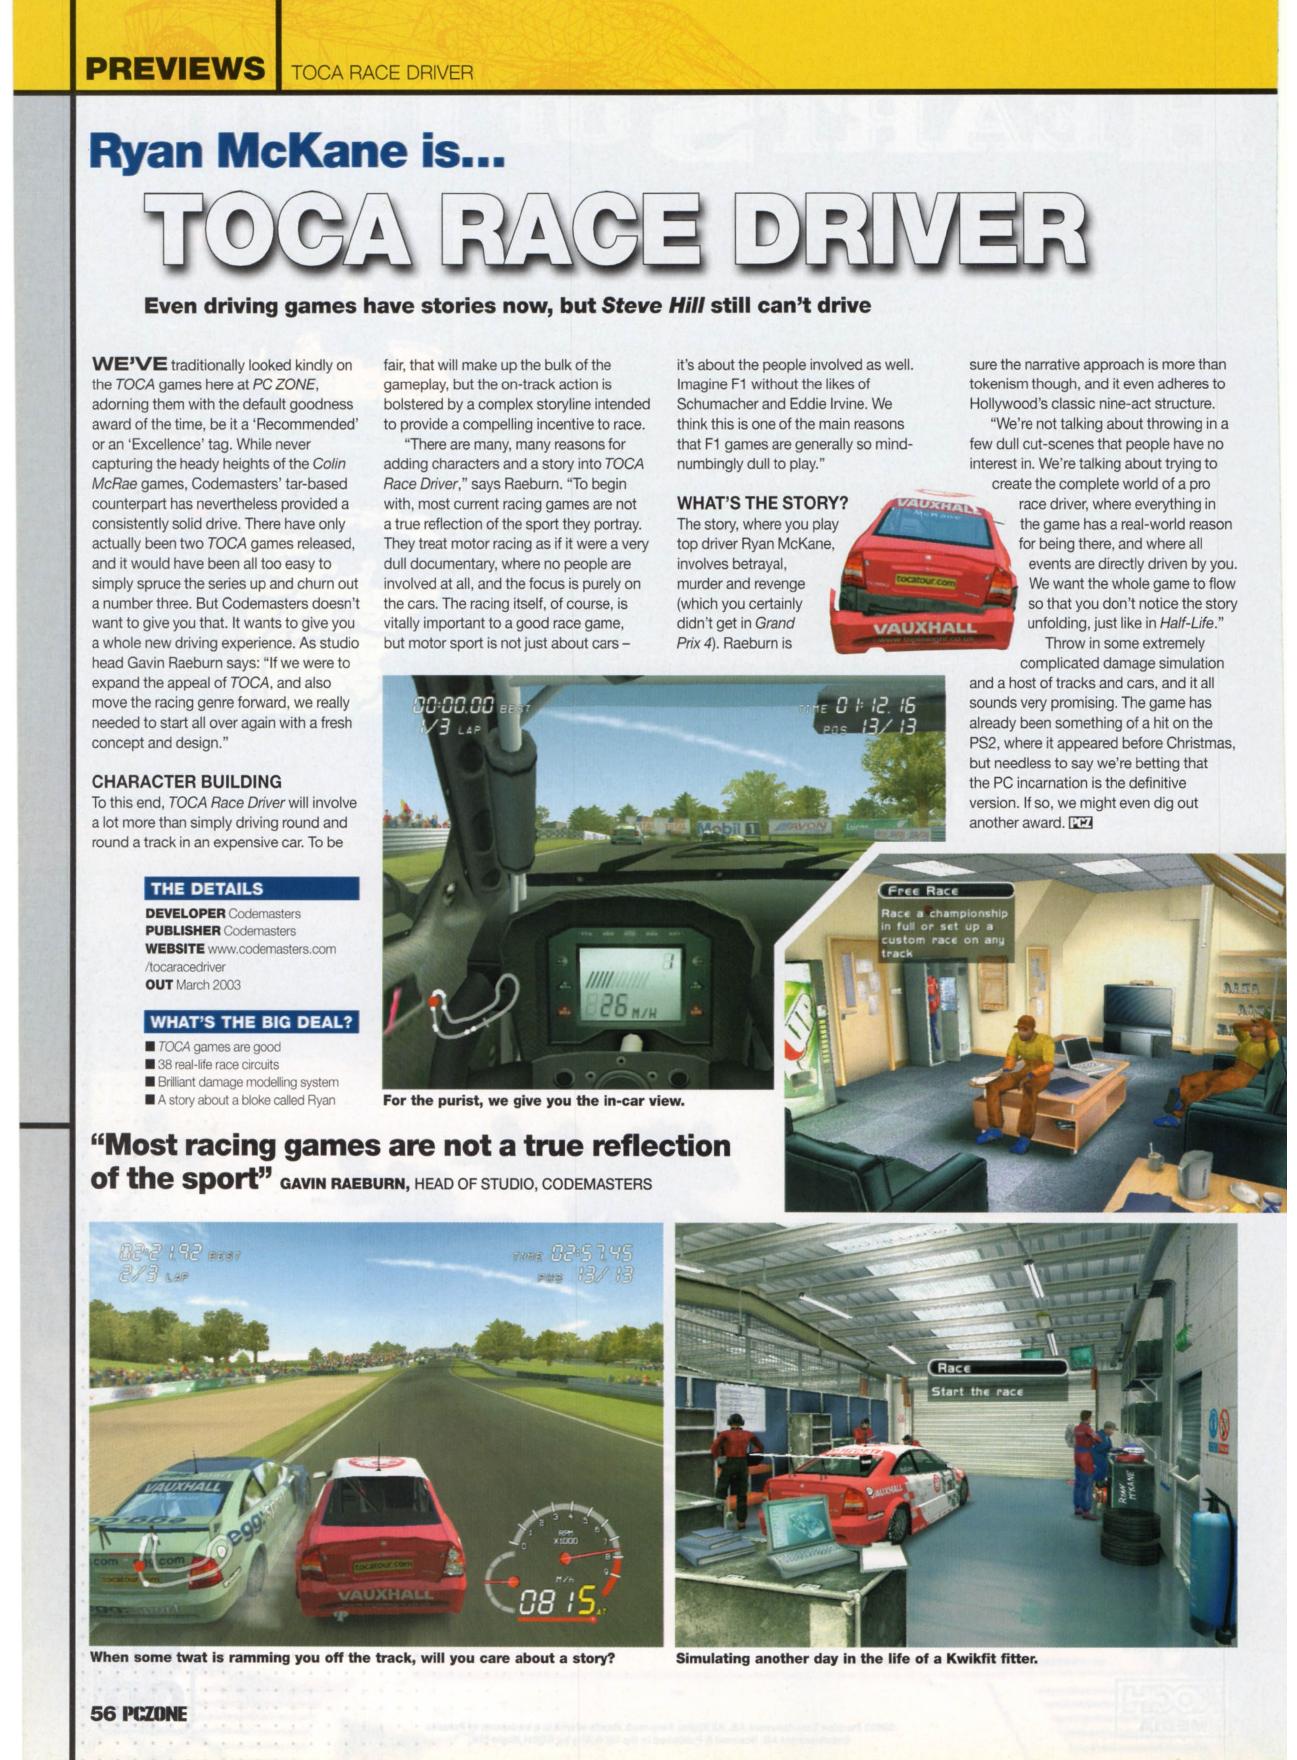 PREVIEWS TOCA RACE DRIVER
Ryan McKane is...
TOCA RACE DRIVER
Even driving games have stories now, but Steve Hill still can't drive
WE'VE traditionally looked kindly on
the TOCA games here at PC ZONE,
adorning them with the default goodness
award of the time, be it a 'Recommended'
or an 'Excellence' tag. While never
capturing the heady heights of the Colin
McRae games, Codemasters' tar-based
counterpart has nevertheless provided a
consistently solid drive. There have only
actually been two TOCA games released,
and it would have been all too easy to
simply spruce the series up and churn out
a number three. But Codemasters doesn't
want to give you that. It wants to give you
a whole new driving experience. As studio
head Gavin Raeburn says: "If we were to
expand the appeal of TOCA, and also
move the racing genre forward, we really
needed to start all over again with a fresh
concept and design."
CHARACTER BUILDING
To this end, TOCA Race Driver will involve
a lot more than simply driving round and
round a track in an expensive car. To be
fair, that will make up the bulk of the
gameplay, but the on-track action is
bolstered by a complex storyline intended
to provide a compelling incentive to race.
"There are many, many reasons for
adding characters and a story into TOCA
Race Driver," says Raeburn. "To begin
with, most current racing games are not
a true reflection of the sport they portray.
They treat motor racing as if it were a very
dull documentary, where no people are
involved at all, and the focus is purely on
the cars. The racing itself, of course, is
vitally important to a good race game,
but motor sport is not just about cars –
it's about the people involved as well.
Imagine F1 without the likes of
Schumacher and Eddie Irvine. We
think this is one of the main reasons
that F1 games are generally so mind-
numbingly dull to play."
WHAT'S THE STORY?
The story, where you play
top driver Ryan McKane,
involves betrayal,
murder and revenge
(which you certainly
didn't get in Grand
Prix 4). Raeburn is
sure the narrative approach is more than
tokenism though, and it even adheres to
Hollywood's classic nine-act structure.
"We're not talking about throwing in a
few dull cut-scenes that people have no
interest in. We're talking about trying to
create the complete world of a pro
race driver, where everything in
the game has a real-world reason
for being there, and where all
events are directly driven by you.
We want the whole game to flow
so that you don't notice the story
unfolding, just like in Half-Life."
Throw in some extremely
complicated damage simulation
and a host of tracks and cars, and it all
sounds very promising. The game has
already been something of a hit on the
PS2, where it appeared before Christmas,
but needless to say we're betting that
the PC incarnation is the definitive
version. If so, we might even dig out
another award. PCZ
VAUXHALL
McKane
tocatour.com
VAUXHALL
THE DETAILS
DEVELOPER Codemasters
PUBLISHER Codemasters
WEBSITE www.codemasters.com
/tocaracedriver
OUT March 2003
WHAT'S THE BIG DEAL?
■ TOCA games are good
■ 38 real-life race circuits
■ Brilliant damage modelling system
■ A story about a bloke called Ryan
00:00.00 BEST
1/3 LAP
TIME 01:12.16
POS 13/13
Mobil 1 AVON
1
26 M/H
For the purist, we give you the in-car view.
Free Race
Race a championship
in full or set up a
custom race on any
track
"Most racing games are not a true reflection
of the sport" GAVIN RAEBURN, HEAD OF STUDIO, CODEMASTERS
02:21.92 BEST
2/3 LAP
TIME 02:57.45
POS 13/13
AVON
VAUXHALL
egg:
.com
tocatour.com
VAUXHALL
RPM
X1000
M/H
081 5 AT
When some twat is ramming you off the track, will you care about a story?
Race
Start the race
VAUXHALL
RYAN
McKANE
Simulating another day in the life of a Kwikfit fitter.
56 PCZONE